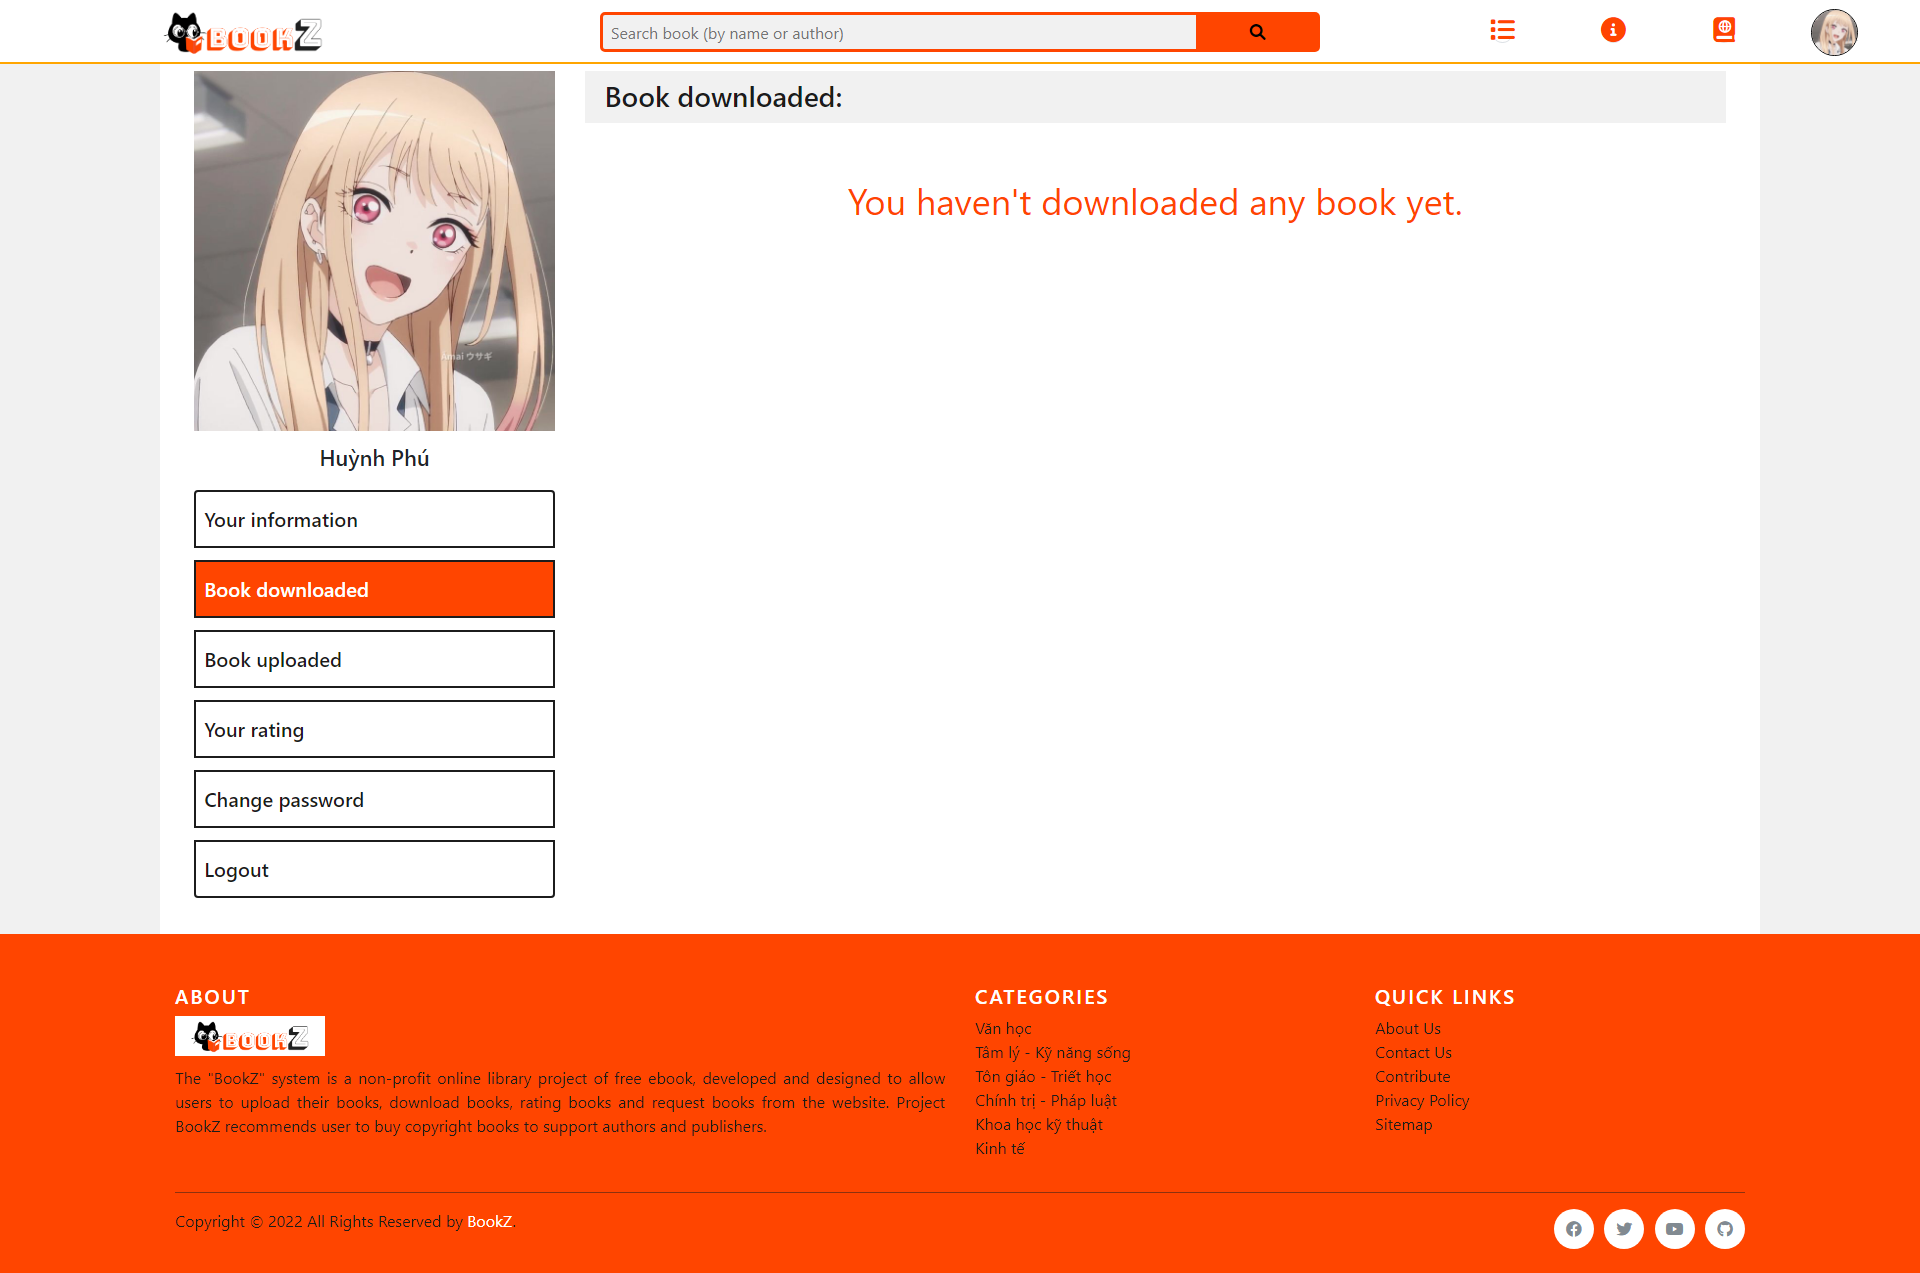 BOOKZ
Search book (by name or author)
Amai ウサギ
Huỳnh Phú
Your information
Book downloaded
Book uploaded
Your rating
Change password
Logout
Book downloaded:
You haven't downloaded any book yet.
ABOUT
BOOKZ
The "BookZ" system is a non-profit online library project of free ebook, developed and designed to allow
users to upload their books, download books, rating books and request books from the website. Project
BookZ recommends user to buy copyright books to support authors and publishers.
CATEGORIES
Văn học
Tâm lý - Kỹ năng sống
Tôn giáo - Triết học
Chính trị - Pháp luật
Khoa học kỹ thuật
Kinh tế
QUICK LINKS
About Us
Contact Us
Contribute
Privacy Policy
Sitemap
Copyright © 2022 All Rights Reserved by BookZ.